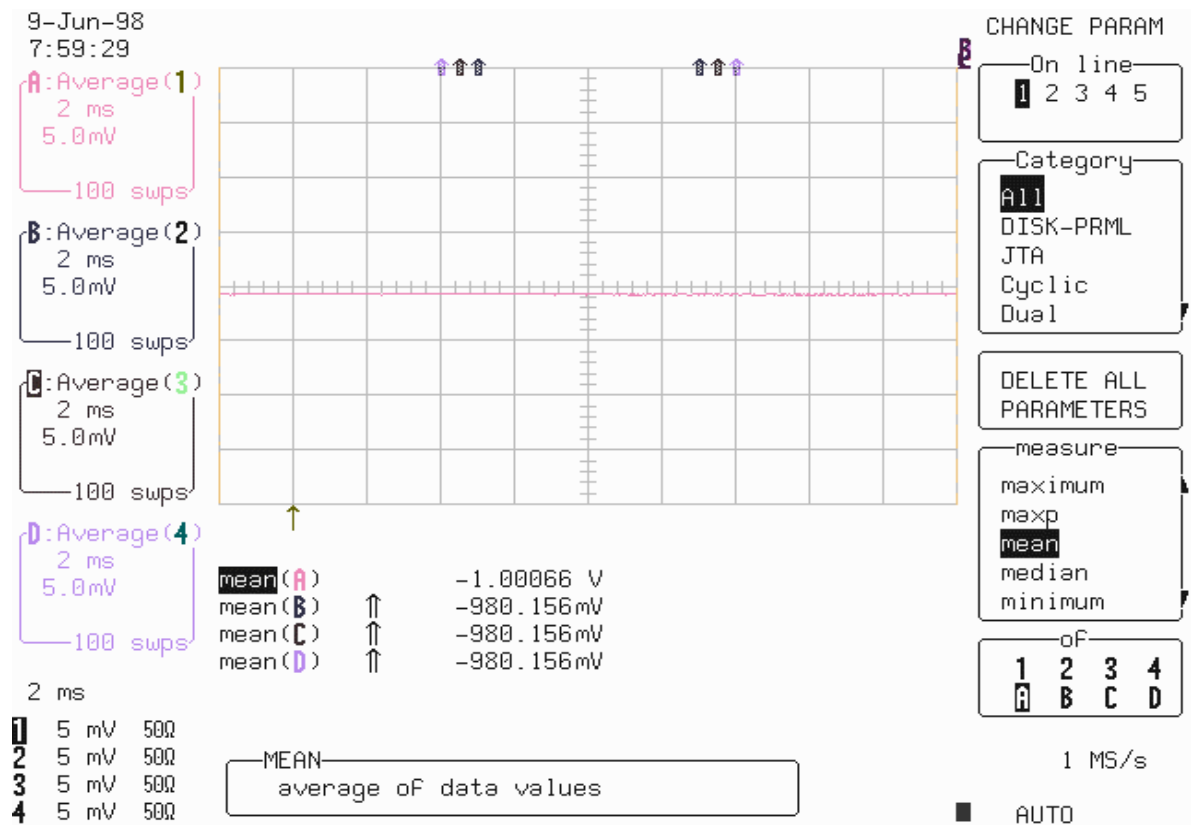 9-Jun-98
7:59:29
A:Average(1)
2 ms
5.0mV
100 swps
B:Average(2)
2 ms
5.0mV
100 swps
C:Average(3)
2 ms
5.0mV
100 swps
D:Average(4)
2 ms
5.0mV
100 swps
2 ms
1 5 mV 50Ω
2 5 mV 50Ω
3 5 mV 50Ω
4 5 mV 50Ω
mean(A) -1.00066 V
mean(B) ⇑ -980.156mV
mean(C) ⇑ -980.156mV
mean(D) ⇑ -980.156mV
MEAN
average of data values
CHANGE PARAM
On line
1 2 3 4 5
Category
All
DISK-PRML
JTA
Cyclic
Dual
DELETE ALL
PARAMETERS
measure
maximum
maxp
mean
median
minimum
of
1 2 3 4
A B C D
1 MS/s
AUTO